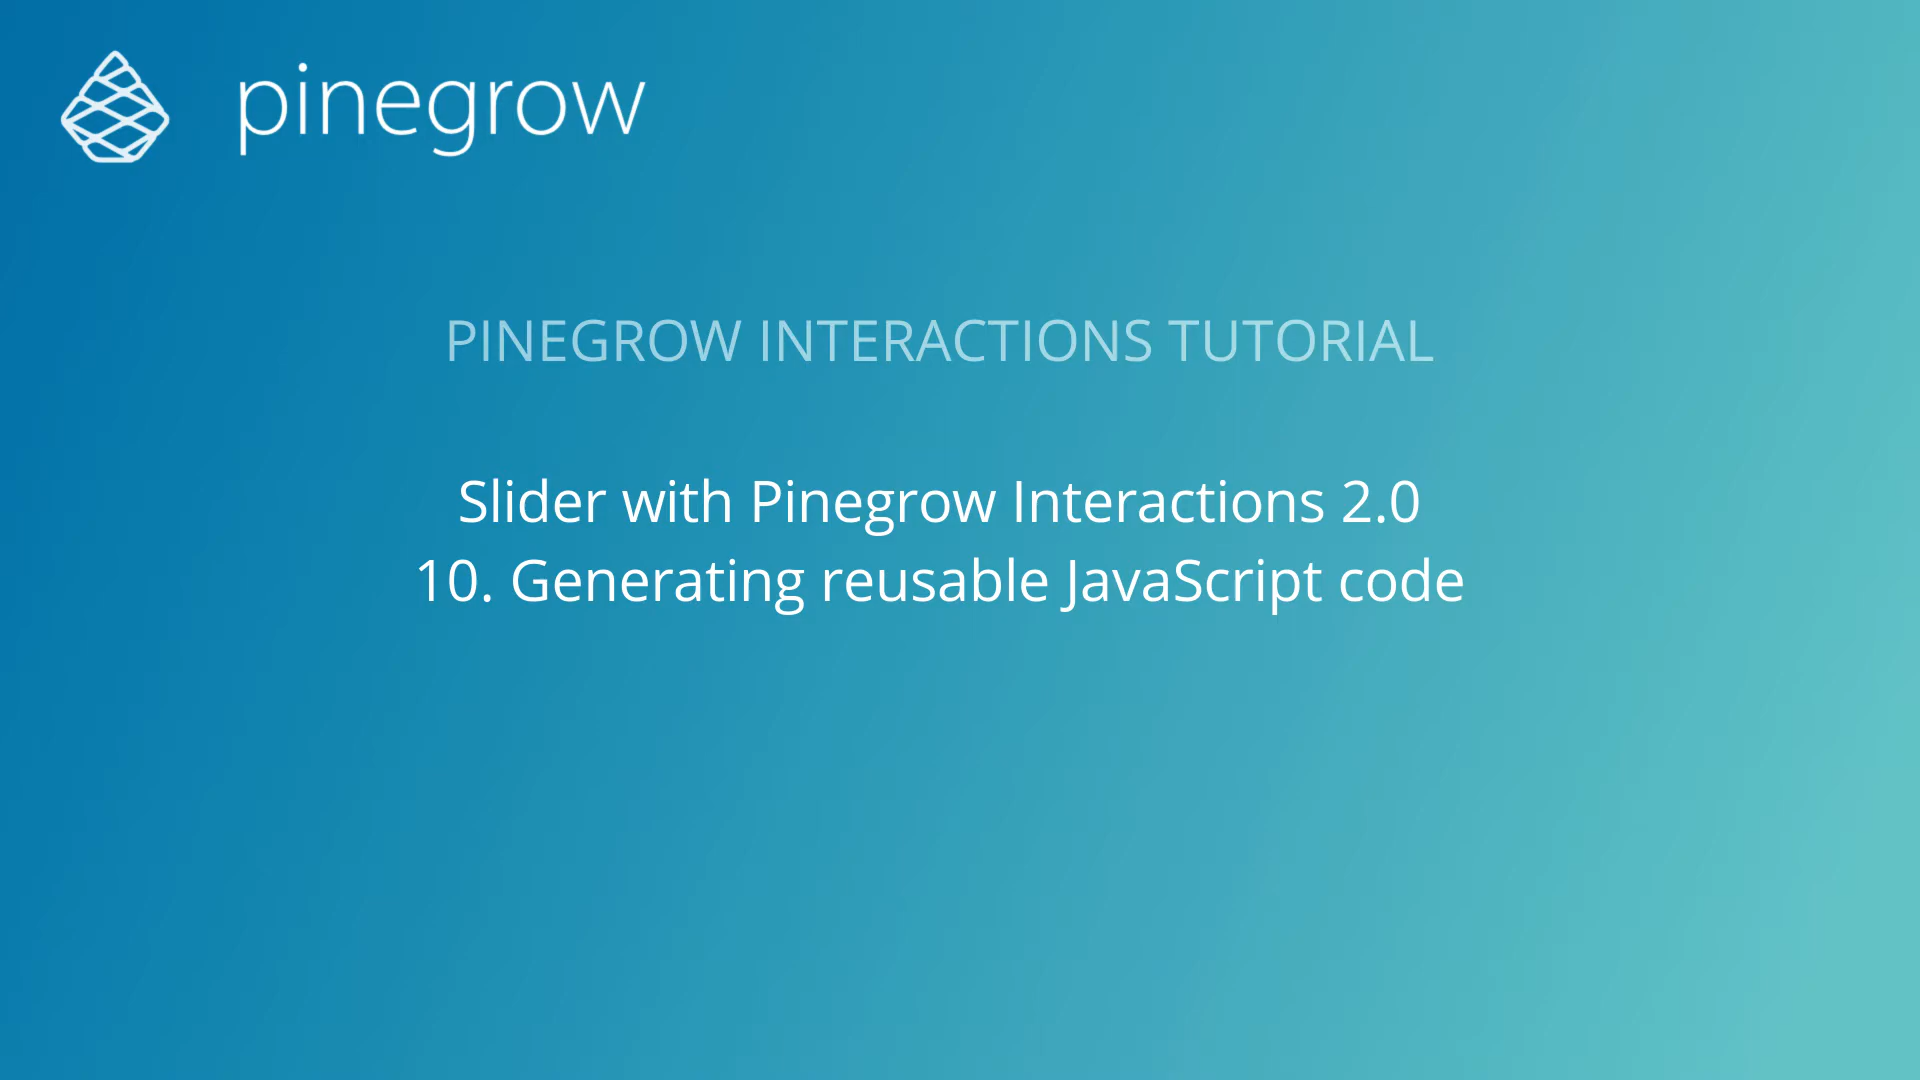 pinegrow
PINEGROW INTERACTIONS TUTORIAL
Slider with Pinegrow Interactions 2.0
10. Generating reusable JavaScript code